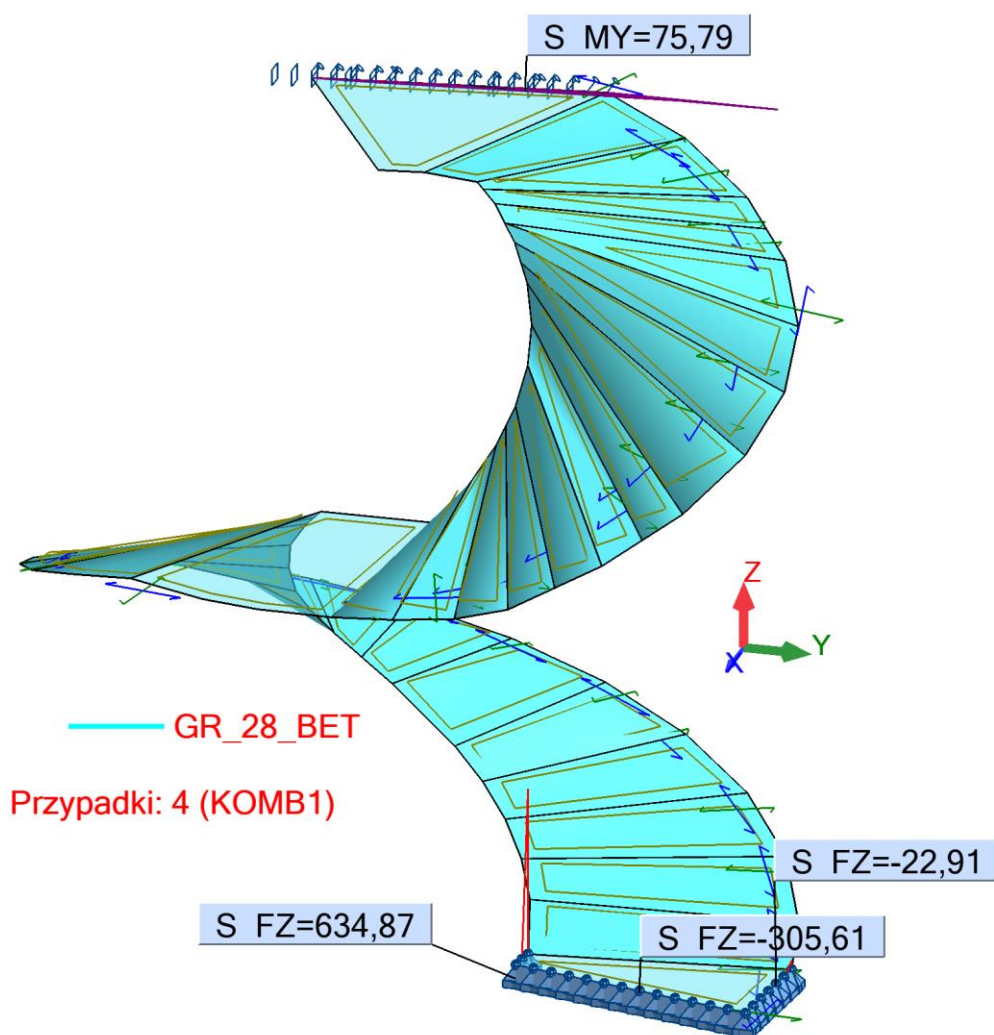 S MY=75,79
Z
Y
X
GR_28_BET
Przypadki: 4 (KOMB1)
S FZ=-22,91
S FZ=634,87
S FZ=-305,61